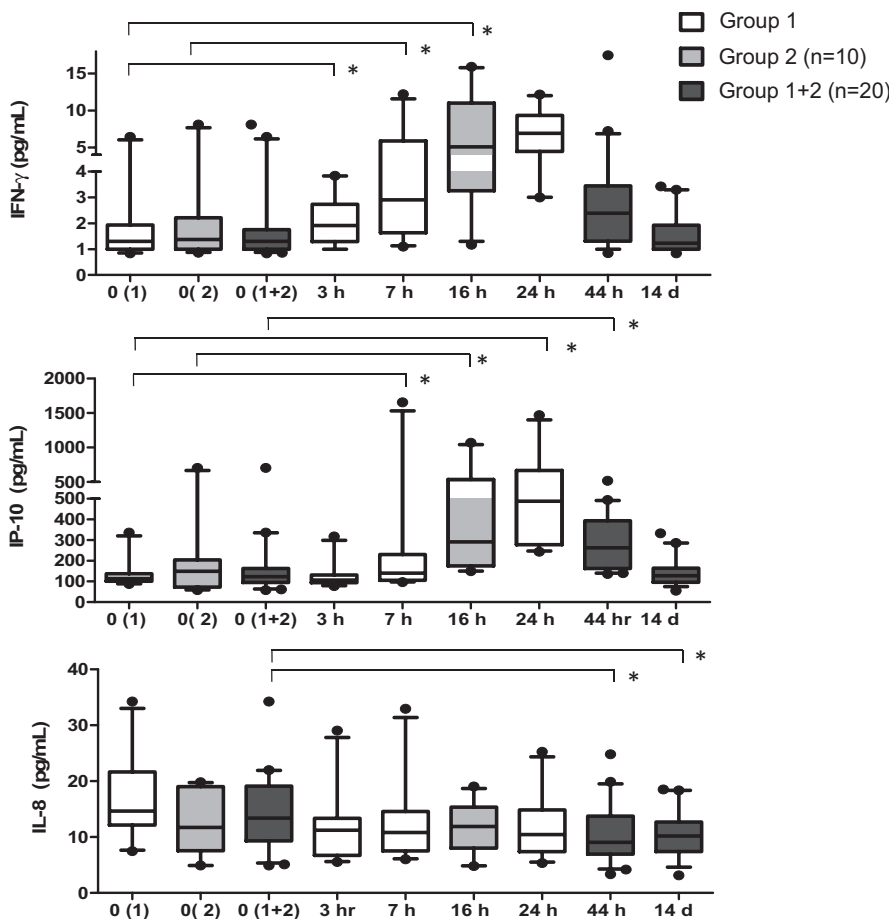 Group 1
Group 2 (n=10)
Group 1+2 (n=20)
* * *
IFN-γ (pg/mL)
15
10
5
4
3
2
1
0
0 (1) 0( 2) 0 (1+2) 3 h 7 h 16 h 24 h 44 h 14 d
* * * *
IP-10 (pg/mL)
2000
1500
1000
500
500
400
300
200
100
0
0 (1) 0( 2) 0 (1+2) 3 h 7 h 16 h 24 h 44 hr 14 d
* *
IL-8 (pg/mL)
40
30
20
10
0
0 (1) 0( 2) 0 (1+2) 3 hr 7 h 16 h 24 h 44 h 14 d